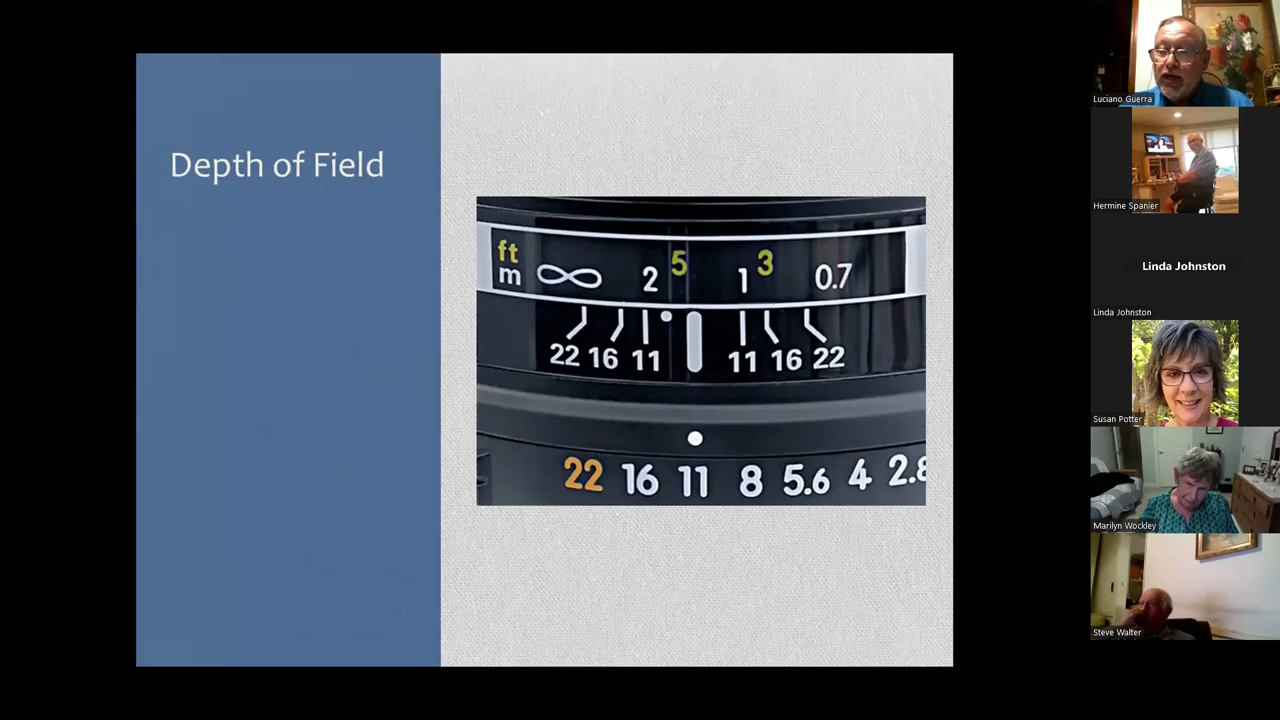 Depth of Field
ft 5 3
m ∞ 2 1 0.7
22 16 11 11 16 22
22 16 11 8 5.6 4 2.8
Luciano Guerra
Hermine Spanier
Linda Johnston
Linda Johnston
Susan Potter
Marilyn Wockley
Steve Walter